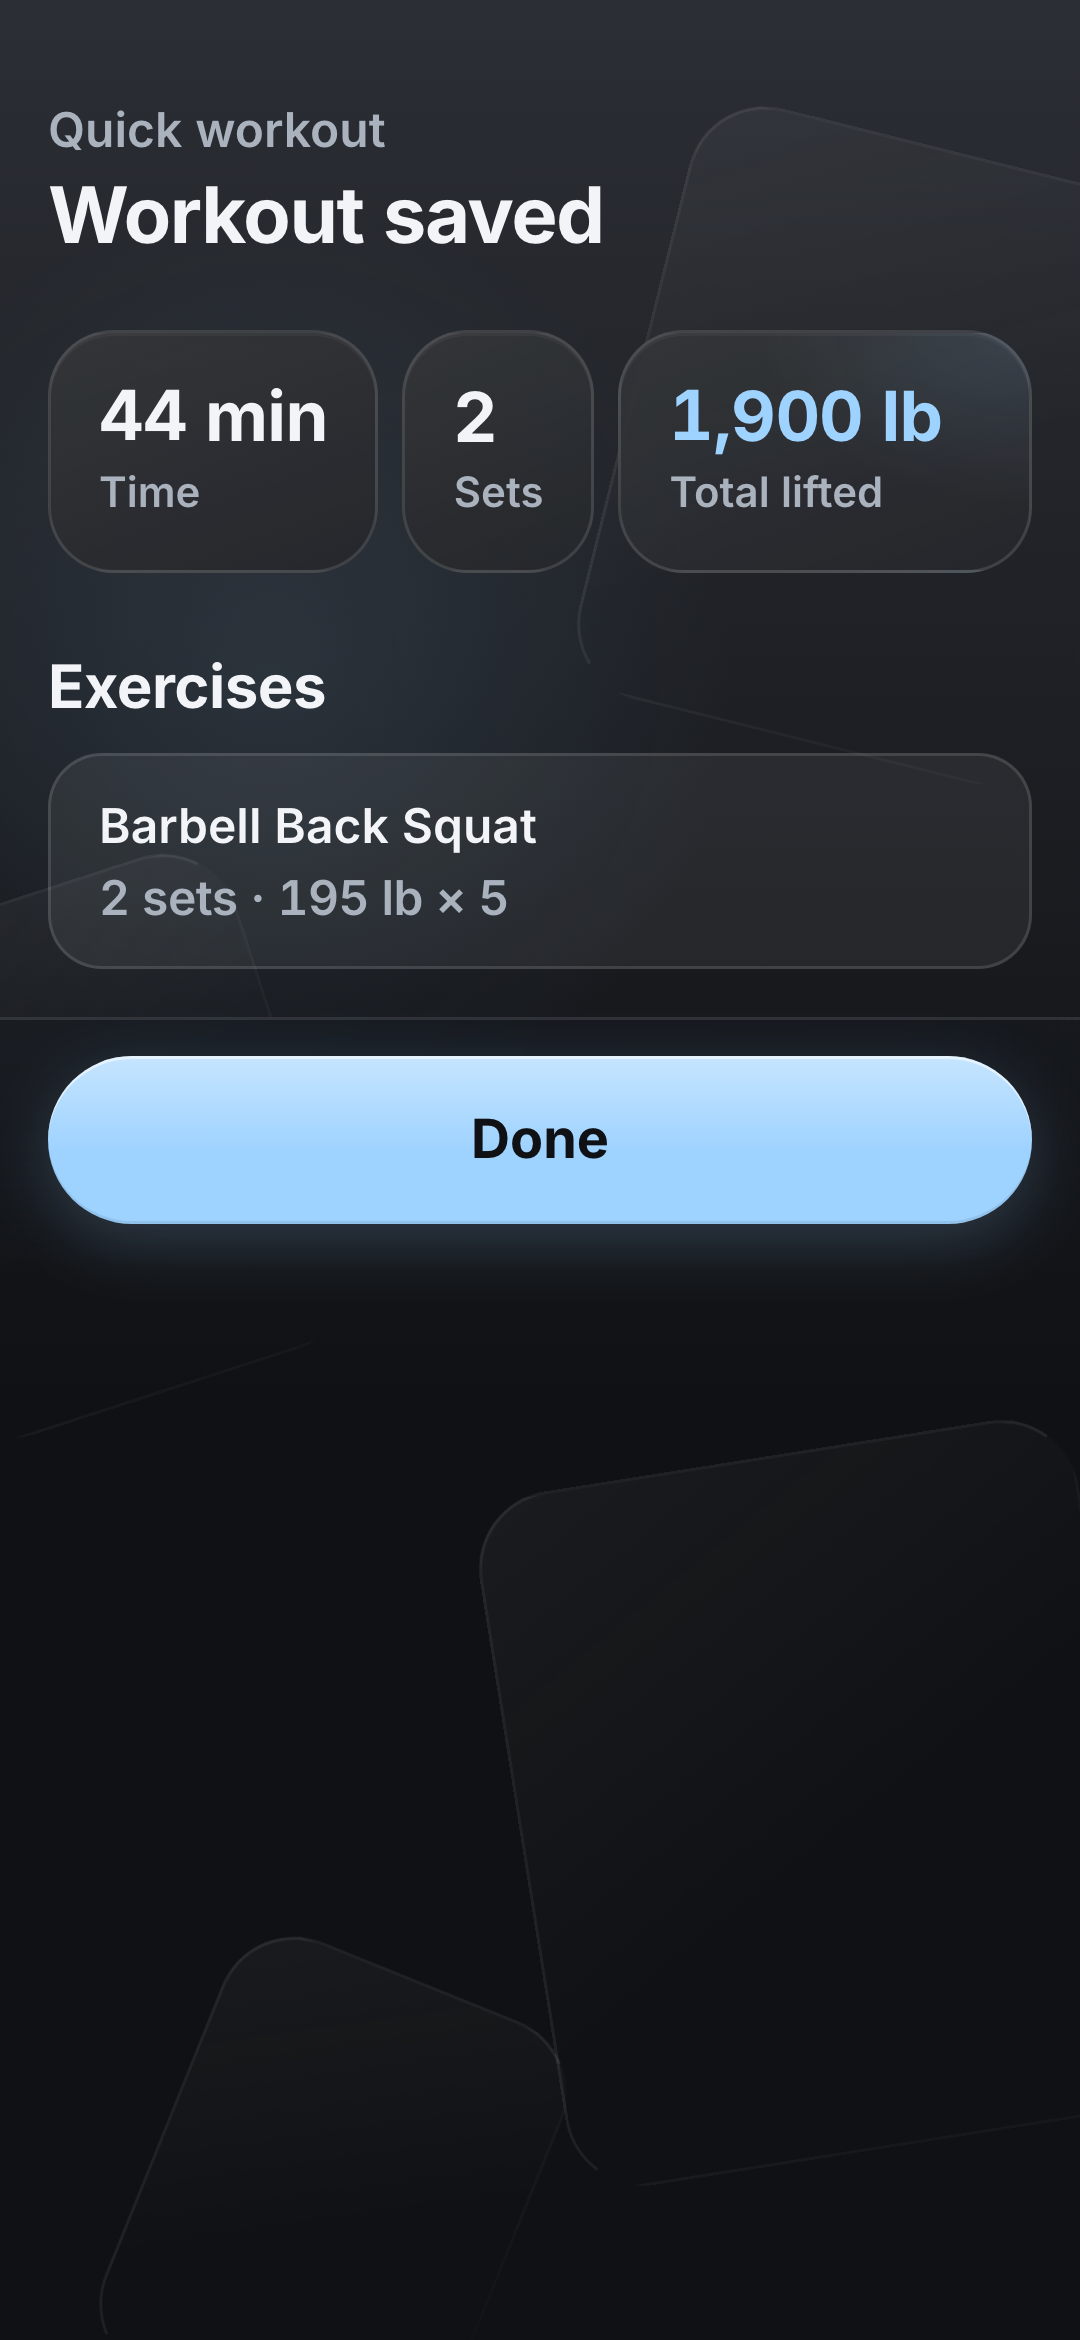 Quick workout
Workout saved
44 min
Time
2
Sets
1,900 lb
Total lifted
Exercises
Barbell Back Squat
2 sets · 195 lb × 5
Done